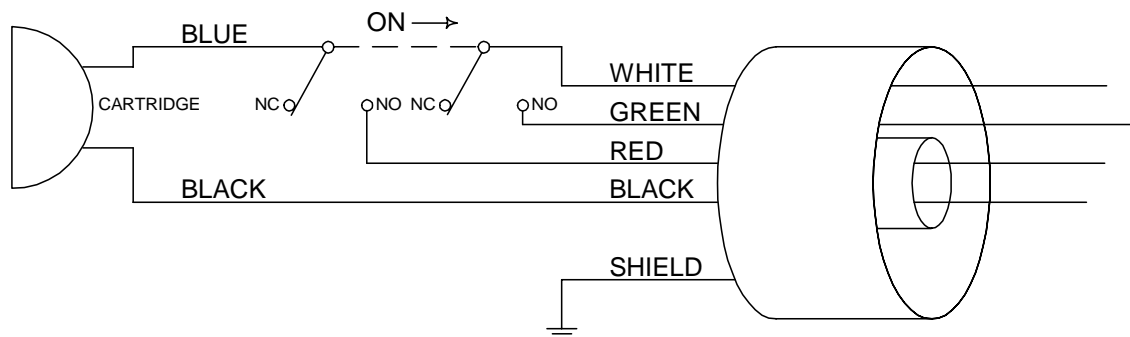 ON
BLUE
WHITE
CARTRIDGE
NC
NO
NC
NO
GREEN
RED
BLACK
BLACK
SHIELD